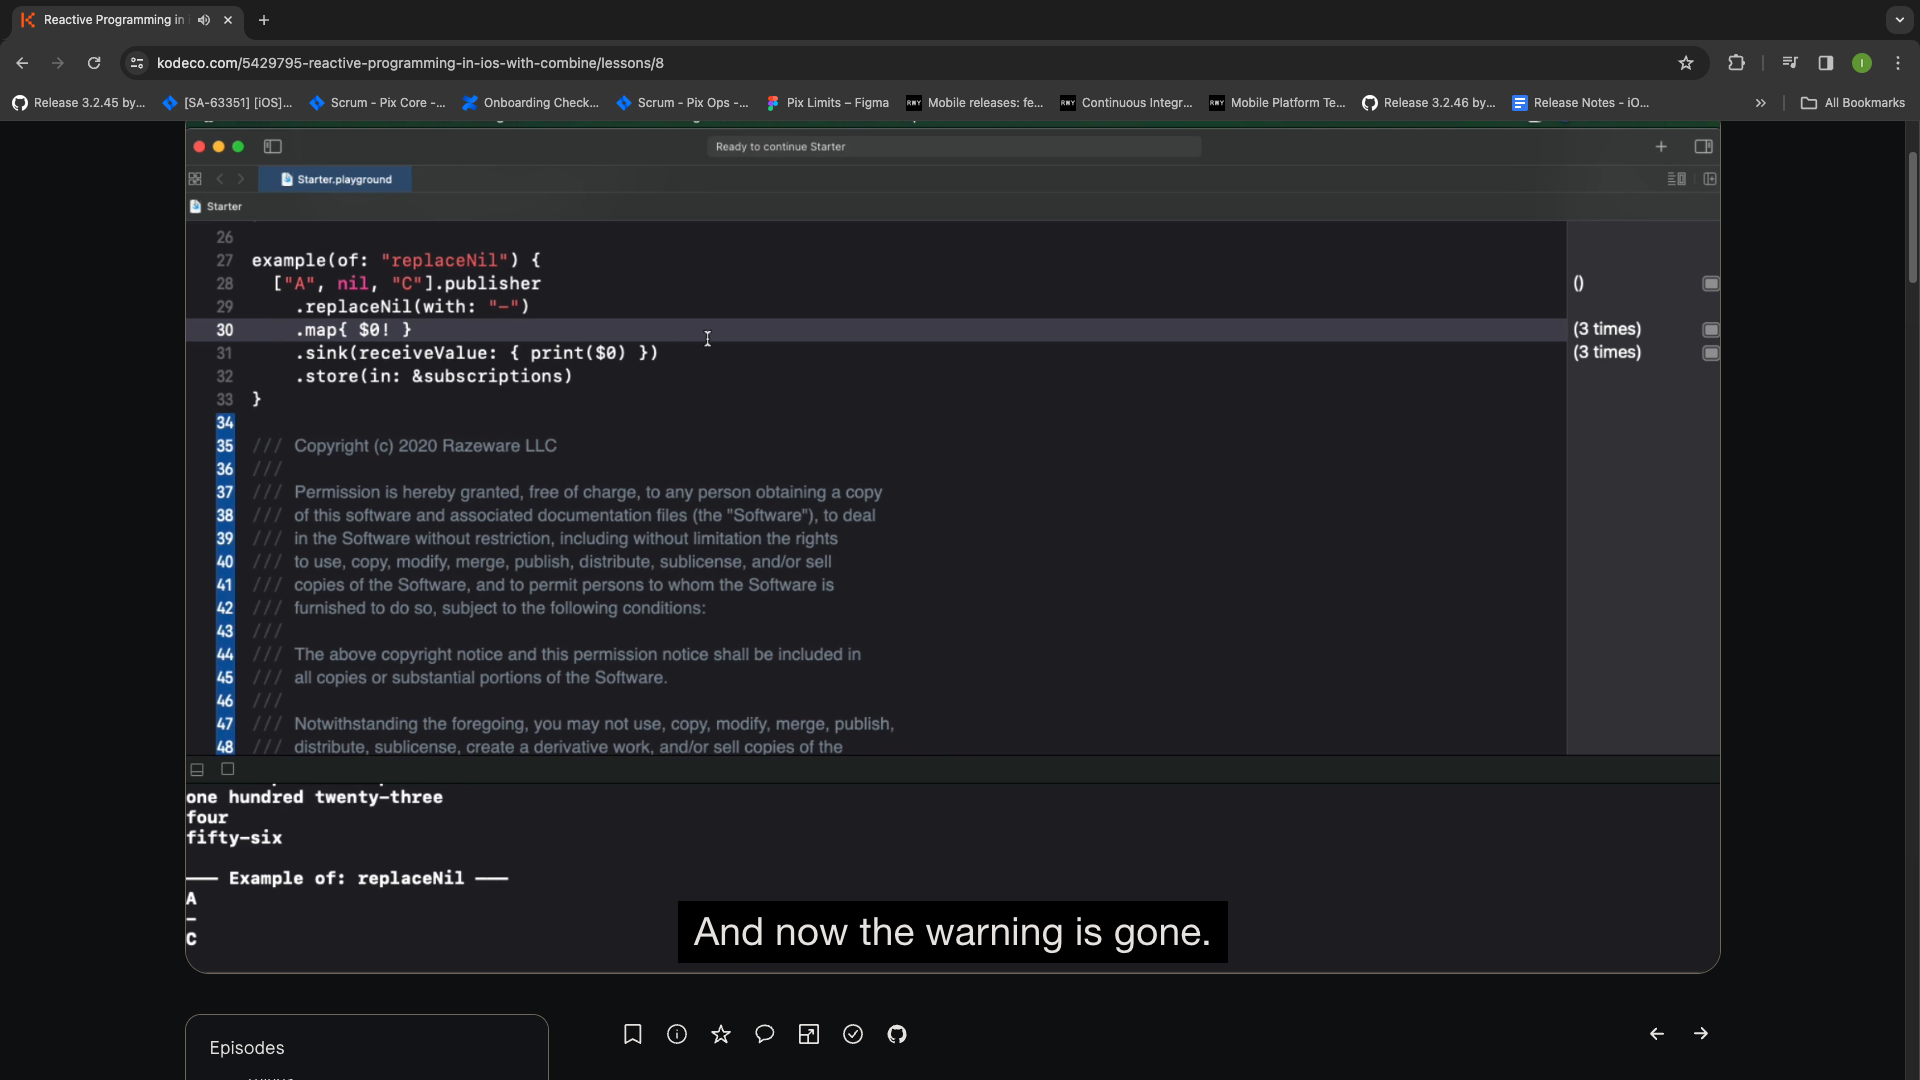 Reactive Programming in
kodeco.com/5429795-reactive-programming-in-ios-with-combine/lessons/8
I
Release 3.2.45 by...
[SA-63351] [iOS]...
Scrum - Pix Core -...
Onboarding Check...
Scrum - Pix Ops -...
Pix Limits – Figma
Mobile releases: fe...
Continuous Integr...
Mobile Platform Te...
Release 3.2.46 by...
Release Notes - iO...
All Bookmarks
Ready to continue Starter
Starter.playground
Starter
26
27 example(of: "replaceNil") {
28 ["A", nil, "C"].publisher
()
29 .replaceNil(with: "-")
30 .map{ $0! }
(3 times)
31 .sink(receiveValue: { print($0) })
(3 times)
32 .store(in: &subscriptions)
33 }
34
35 /// Copyright (c) 2020 Razeware LLC
36 ///
37 /// Permission is hereby granted, free of charge, to any person obtaining a copy
38 /// of this software and associated documentation files (the "Software"), to deal
39 /// in the Software without restriction, including without limitation the rights
40 /// to use, copy, modify, merge, publish, distribute, sublicense, and/or sell
41 /// copies of the Software, and to permit persons to whom the Software is
42 /// furnished to do so, subject to the following conditions:
43 ///
44 /// The above copyright notice and this permission notice shall be included in
45 /// all copies or substantial portions of the Software.
46 ///
47 /// Notwithstanding the foregoing, you may not use, copy, modify, merge, publish,
48 /// distribute, sublicense, create a derivative work, and/or sell copies of the
one hundred twenty-three
four
fifty-six
—— Example of: replaceNil ——
A
-
C
And now the warning is gone.
Episodes